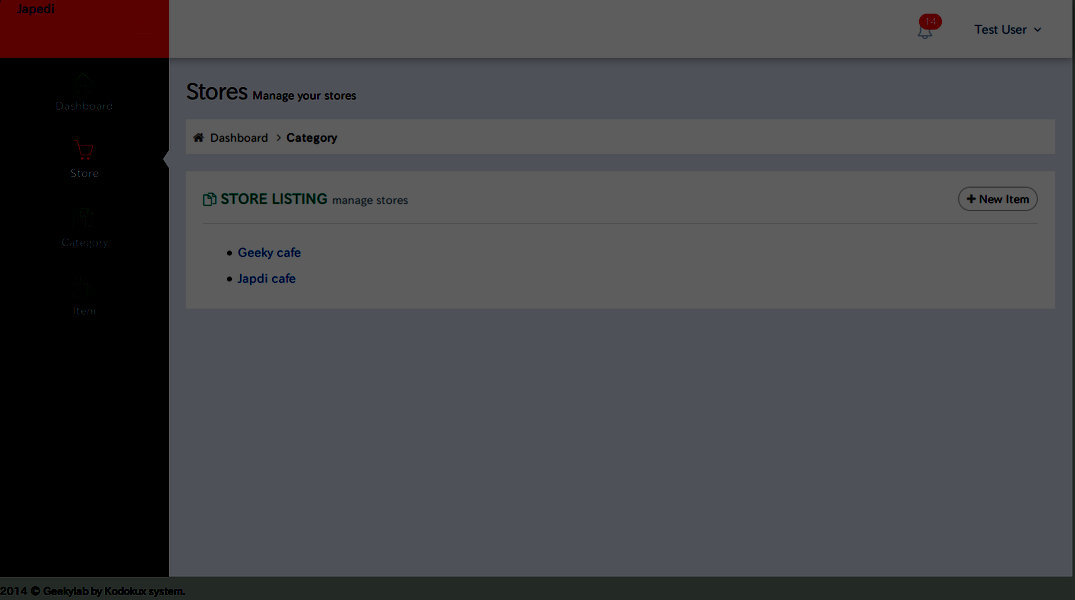 Japedi
14
Test User
Dashboard
Store
Category
Item
Stores Manage your stores
Dashboard > Category
STORE LISTING manage stores
+ New Item
• Geeky cafe
• Japdi cafe
2014 © Geekylab by Kodokux system.